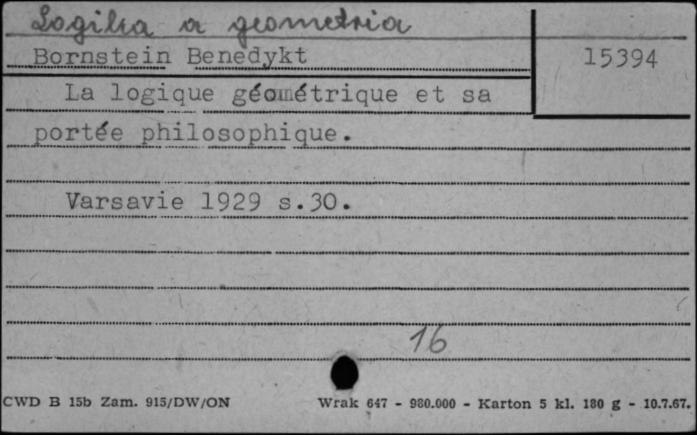 Logika a geometria
Bornstein Benedykt
15394
La logique géométrique et sa
portée philosophique.
Varsavie 1929 s.30.
16
CWD B 15b Zam. 915/DW/ON
Wrak 647 - 980.000 - Karton 5 kl. 180 g - 10.7.67.